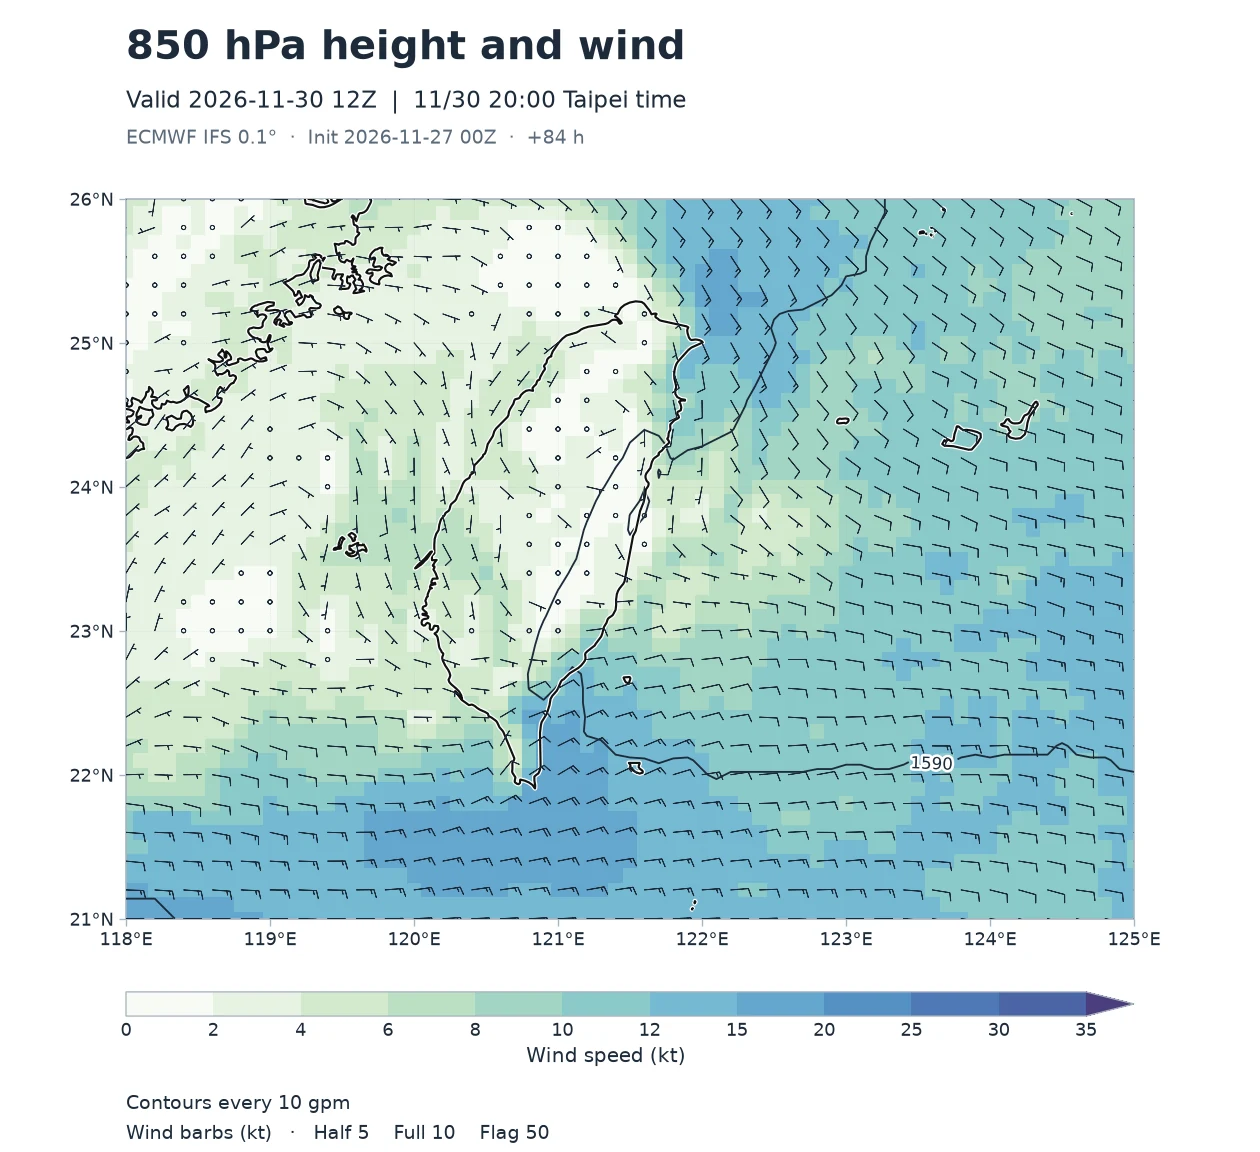 850 hPa height and wind
Valid 2026-11-30 12Z | 11/30 20:00 Taipei time
ECMWF IFS 0.1° · Init 2026-11-27 00Z · +84 h
26°N
25°N
24°N
23°N
22°N
21°N
1590
118°E 119°E 120°E 121°E 122°E 123°E 124°E 125°E
0 2 4 6 8 10 12 15 20 25 30 35
Wind speed (kt)
Contours every 10 gpm
Wind barbs (kt) · Half 5 Full 10 Flag 50